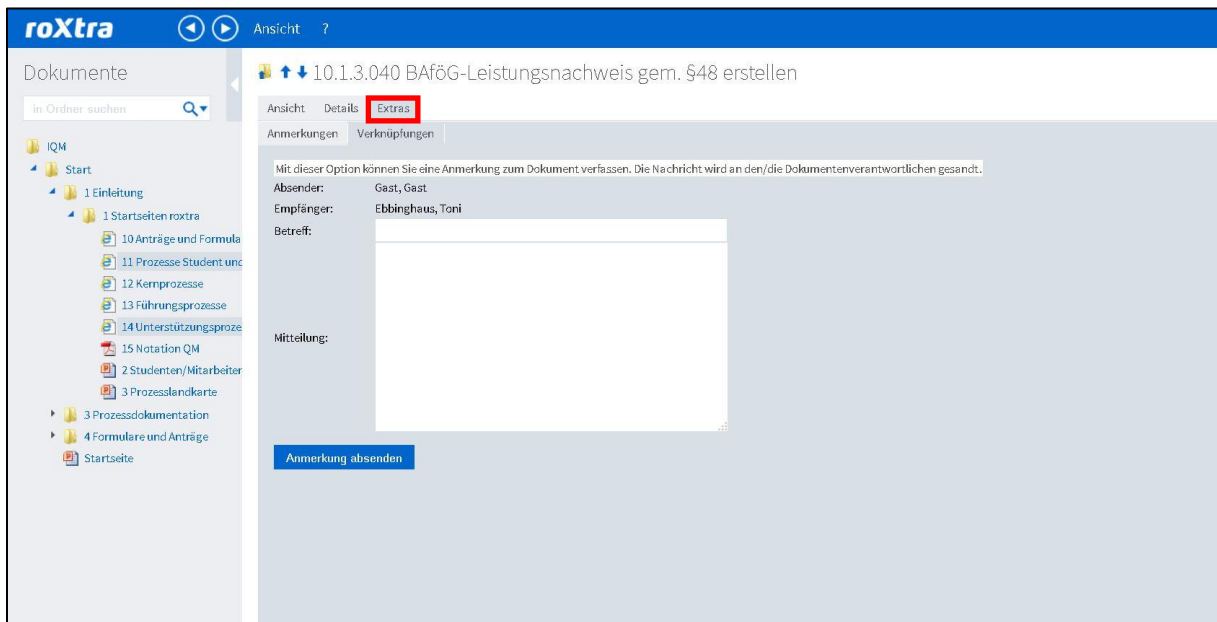 roXtra
Ansicht ?
Dokumente
in Ordner suchen
IQM
Start
1 Einleitung
1 Startseiten roxtra
10 Anträge und Formula
11 Prozesse Student und
12 Kernprozesse
13 Führungsprozesse
14 Unterstützungsproze
15 Notation QM
2 Studenten/Mitarbeiter
3 Prozesslandkarte
3 Prozessdokumentation
4 Formulare und Anträge
Startseite
10.1.3.040 BAföG-Leistungsnachweis gem. §48 erstellen
Ansicht Details Extras
Anmerkungen Verknüpfungen
Mit dieser Option können Sie eine Anmerkung zum Dokument verfassen. Die Nachricht wird an den/die Dokumentenverantwortlichen gesandt.
Absender: Gast, Gast
Empfänger: Ebbinghaus, Toni
Betreff:
Mitteilung:
Anmerkung absenden